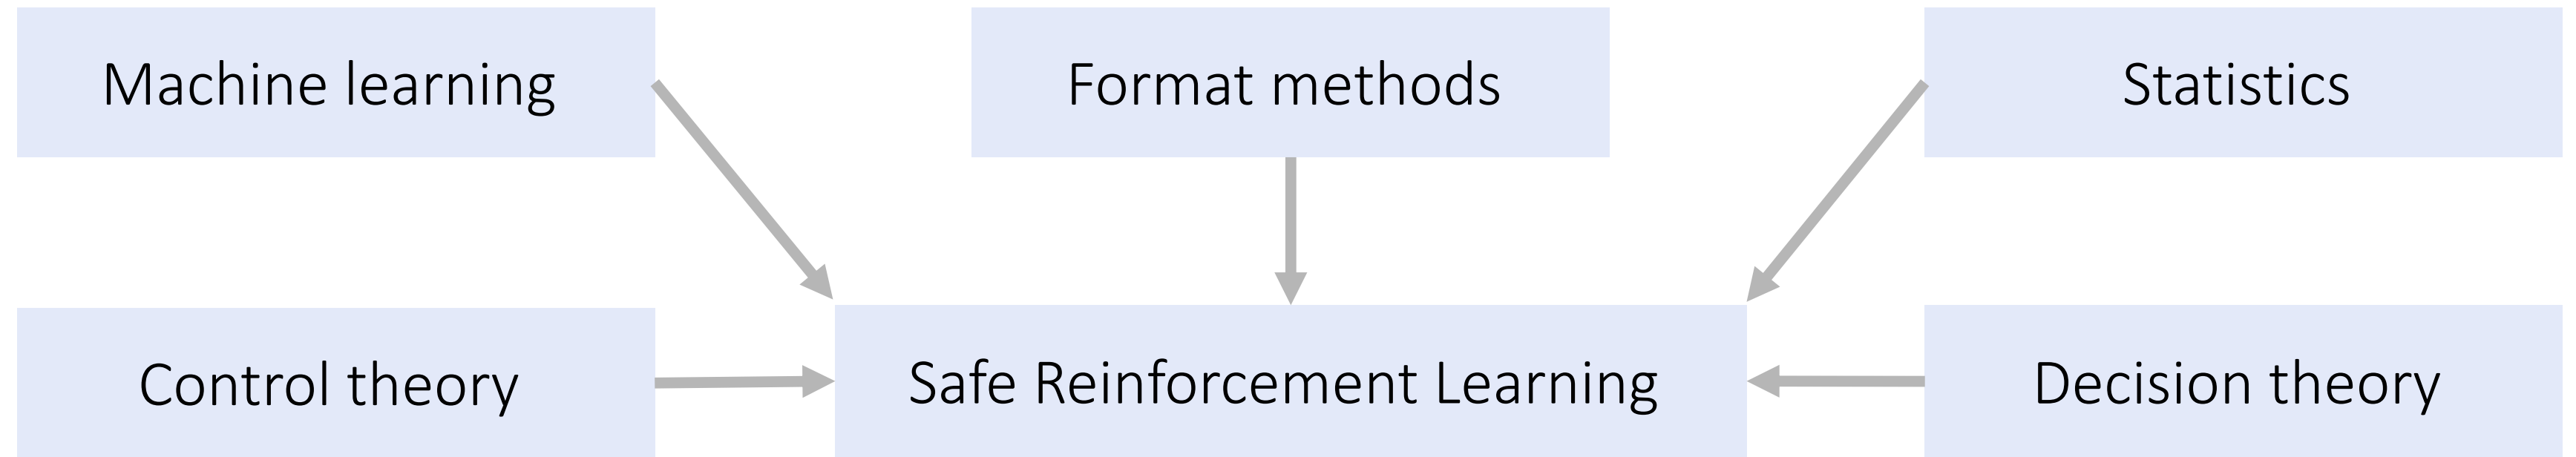 Machine learning
Format methods
Statistics
Control theory
Safe Reinforcement Learning
Decision theory